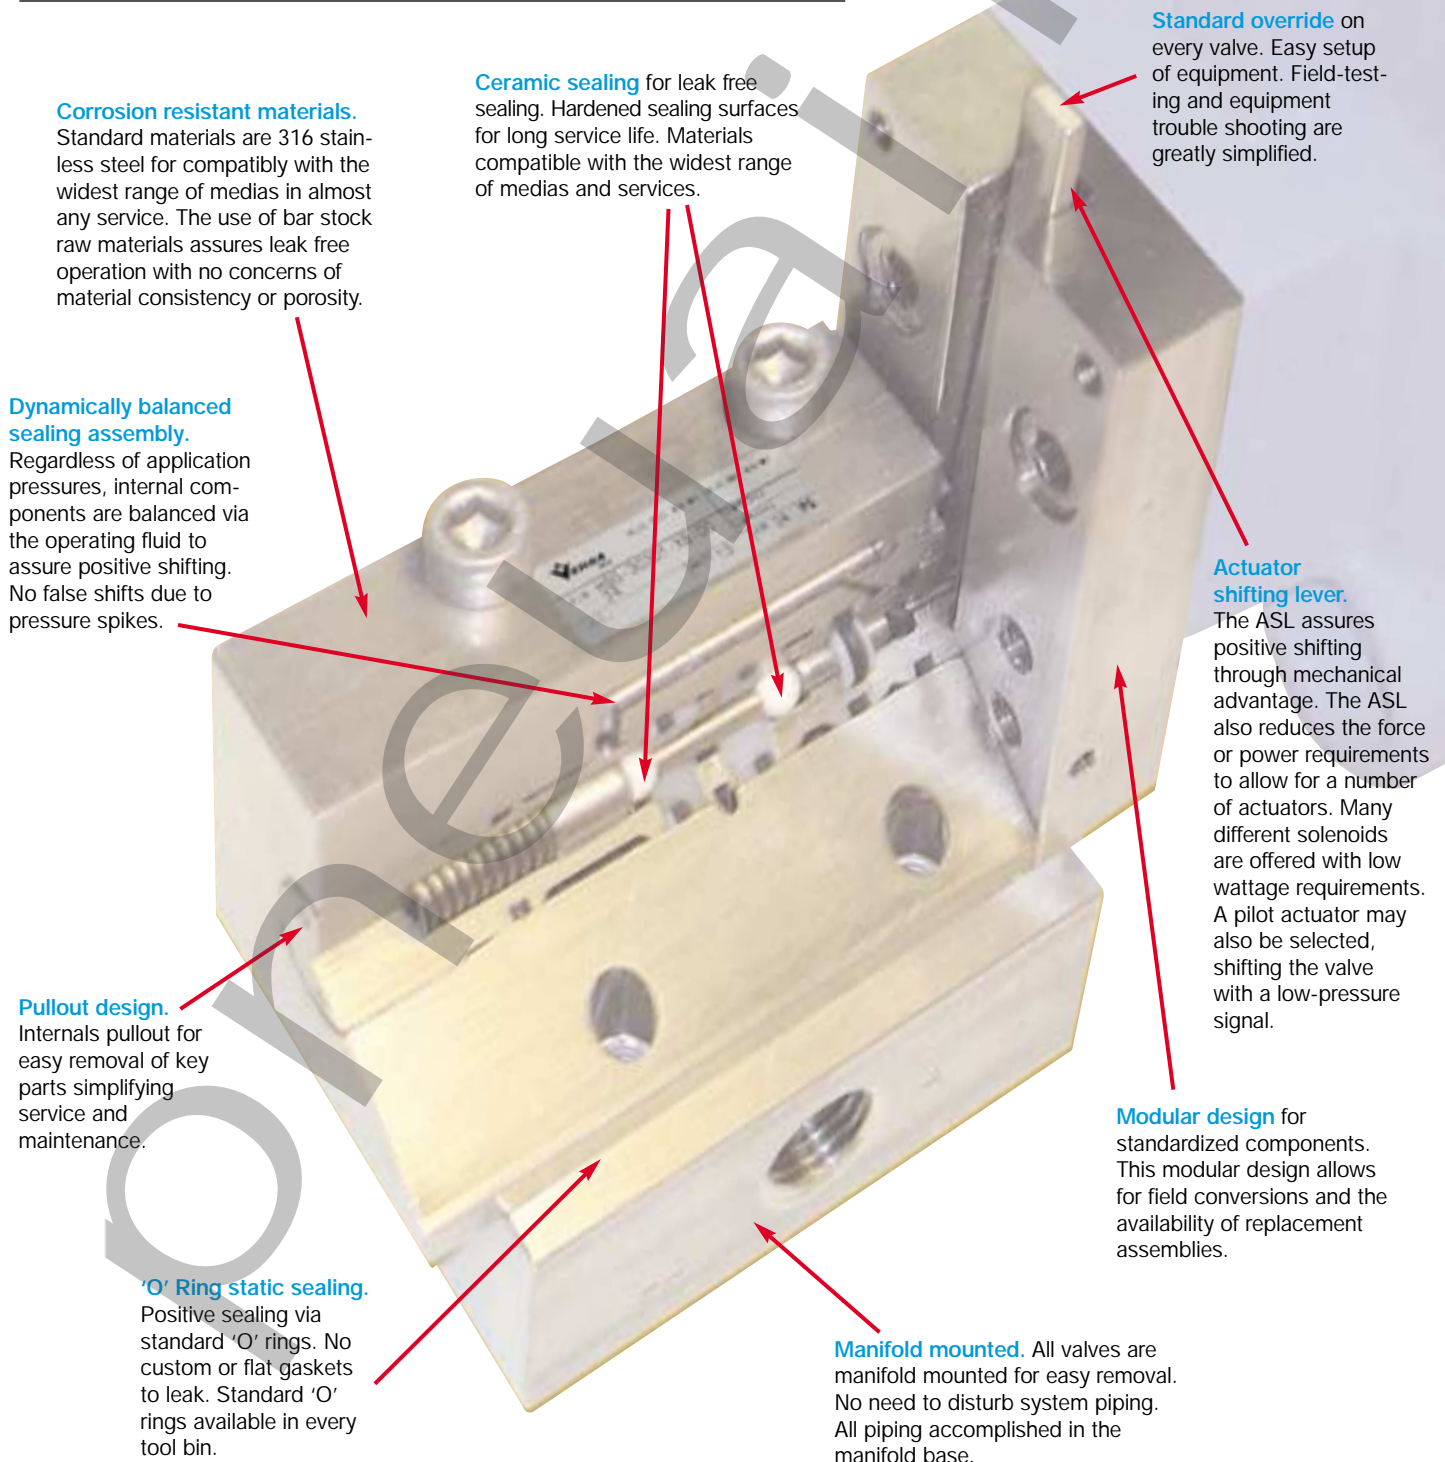 Standard override on
every valve. Easy setup
of equipment. Field-test-
ing and equipment
trouble shooting are
greatly simplified.
Ceramic sealing for leak free
sealing. Hardened sealing surfaces
for long service life. Materials
compatible with the widest range
of medias and services.
Corrosion resistant materials.
Standard materials are 316 stain-
less steel for compatibly with the
widest range of medias in almost
any service. The use of bar stock
raw materials assures leak free
operation with no concerns of
material consistency or porosity.
Dynamically balanced
sealing assembly.
Regardless of application
pressures, internal com-
ponents are balanced via
the operating fluid to
assure positive shifting.
No false shifts due to
pressure spikes.
Actuator
shifting lever.
The ASL assures
positive shifting
through mechanical
advantage. The ASL
also reduces the force
or power requirements
to allow for a number
of actuators. Many
different solenoids
are offered with low
wattage requirements.
A pilot actuator may
also be selected,
shifting the valve
with a low-pressure
signal.
Pullout design.
Internals pullout for
easy removal of key
parts simplifying
service and
maintenance.
Modular design for
standardized components.
This modular design allows
for field conversions and the
availability of replacement
assemblies.
'O' Ring static sealing.
Positive sealing via
standard 'O' rings. No
custom or flat gaskets
to leak. Standard 'O'
rings available in every
tool bin.
Manifold mounted. All valves are
manifold mounted for easy removal.
No need to disturb system piping.
All piping accomplished in the
manifold base.